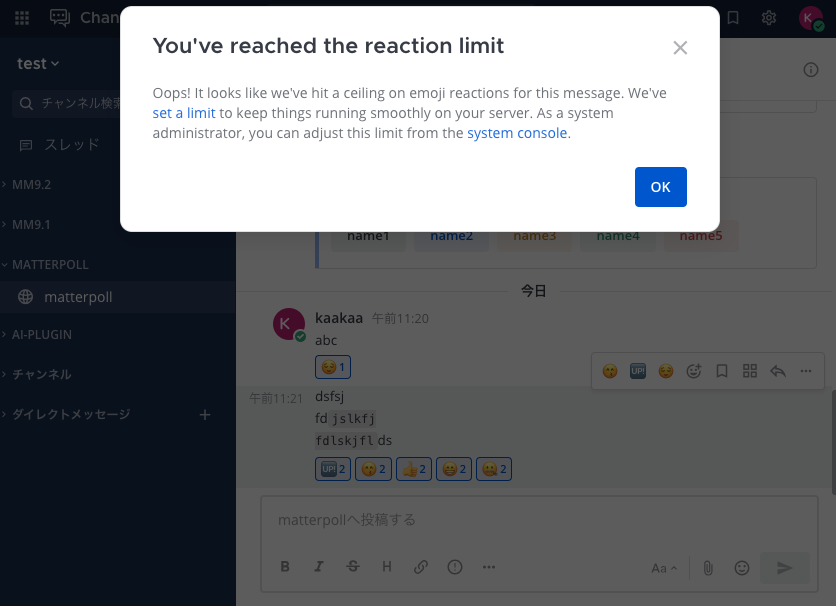 Chan
K
You've reached the reaction limit
Oops! It looks like we've hit a ceiling on emoji reactions for this message. We've
set a limit to keep things running smoothly on your server. As a system
administrator, you can adjust this limit from the system console.
OK
test
チャンネル検索
スレッド
MM9.2
MM9.1
MATTERPOLL
matterpoll
AI-PLUGIN
チャンネル
ダイレクトメッセージ
name1 name2 name3 name4 name5
今日
K
kaakaa 午前11:20
abc
1
UP!
午前11:21 dsfsj
fd jslkfj
fdlskjfl ds
UP! 2 2 2 2 2
matterpollへ投稿する
B I S H Aa